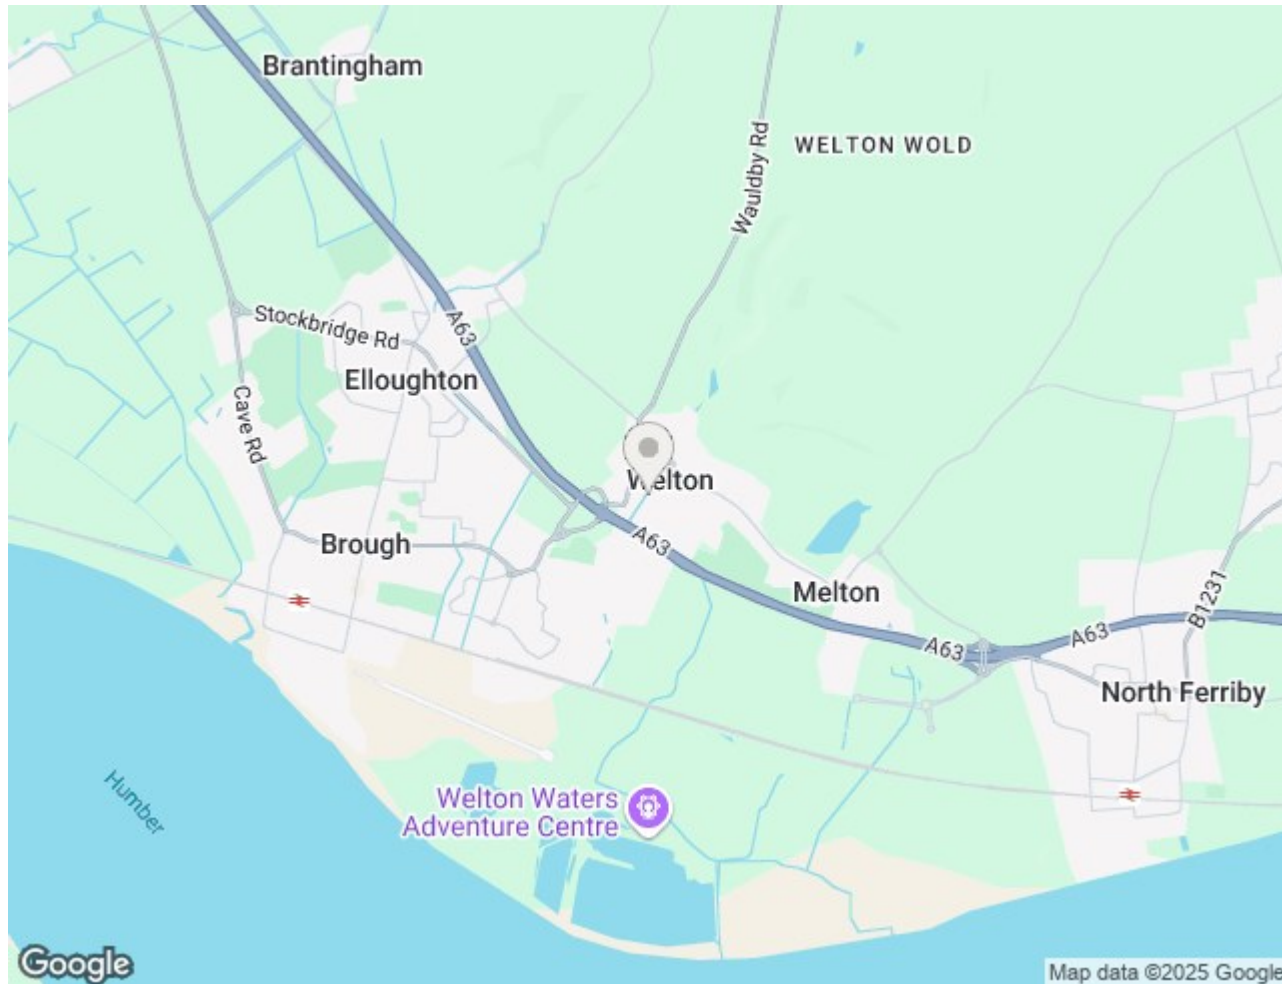 Brantingham
WELTON WOLD
Wauldby Rd
Stockbridge Rd
A63
Elloughton
Cave Rd
Welton
Brough
A63
Melton
B1231
A63
A63
North Ferriby
Humber
Welton Waters
Adventure Centre
Google
Map data ©2025 Google